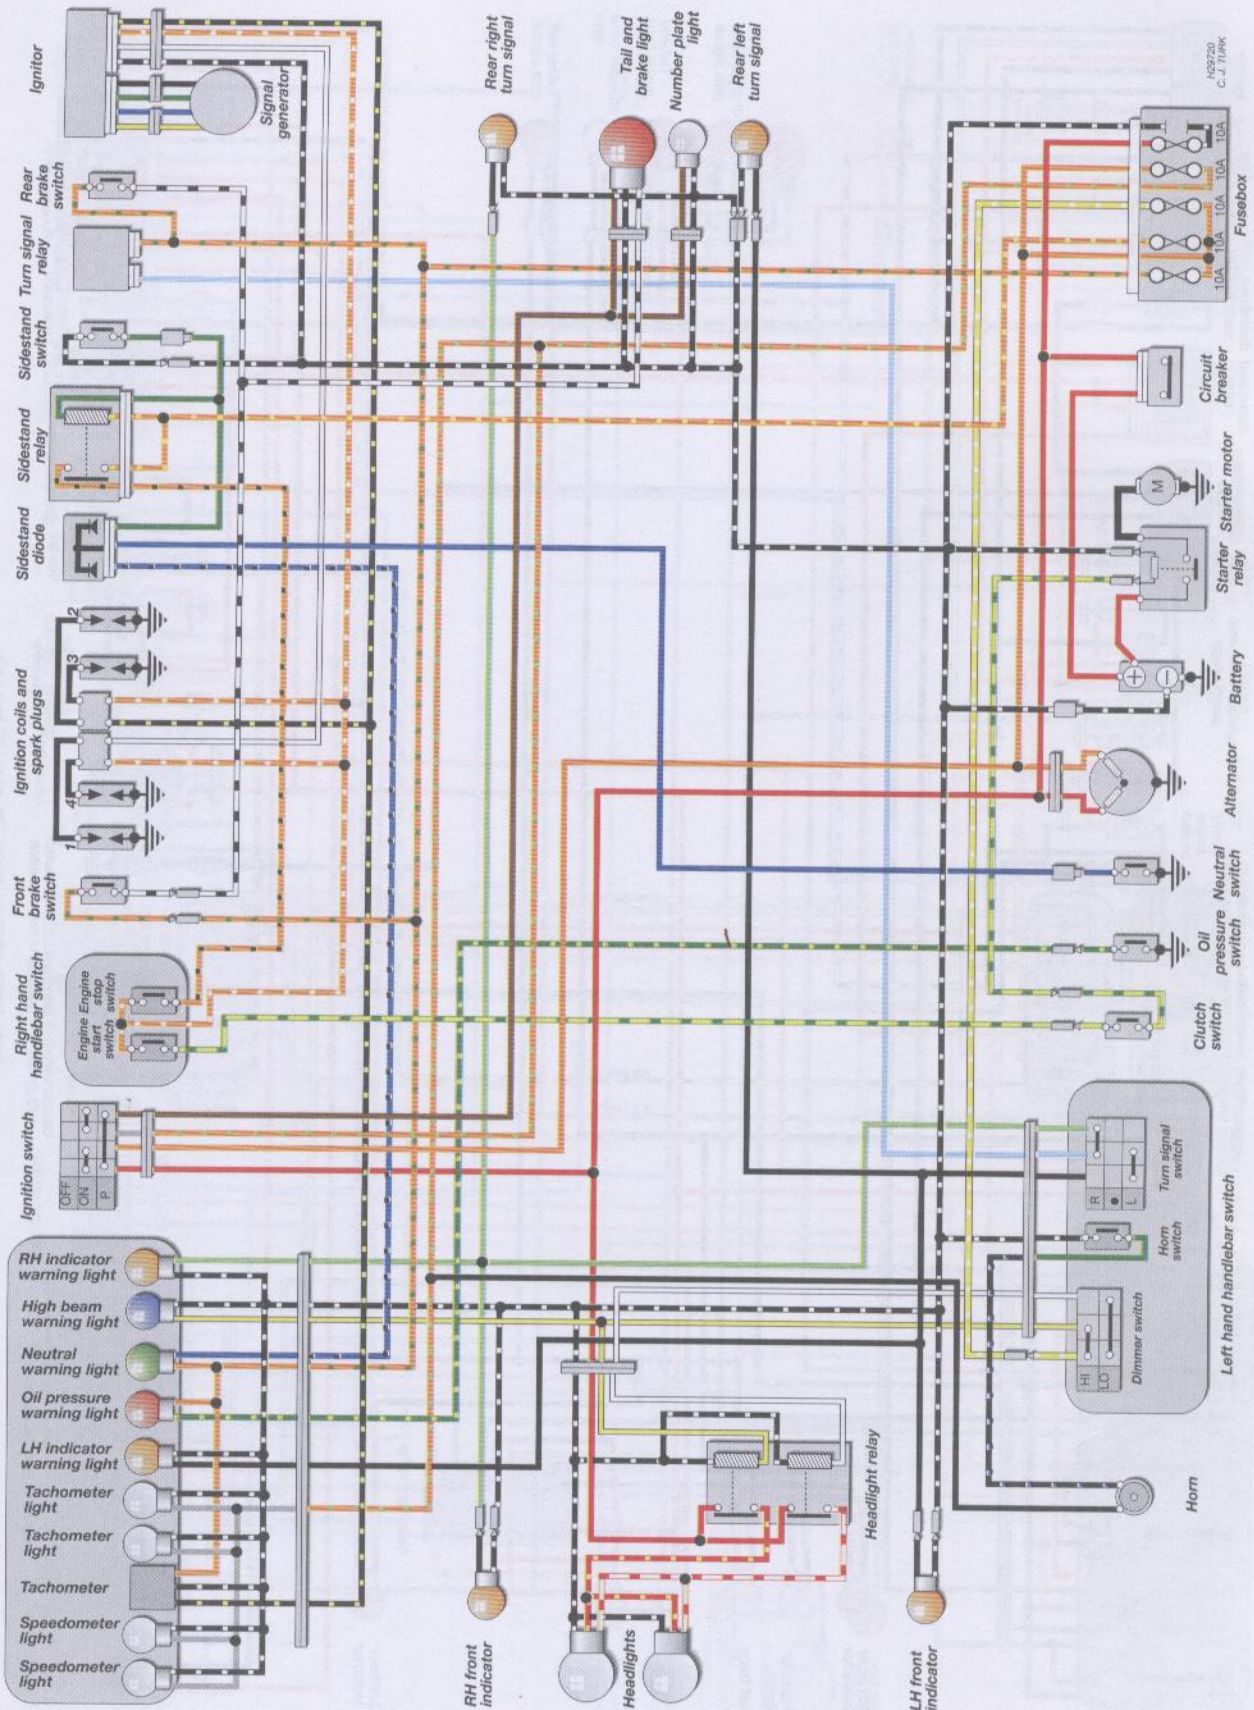 Ignitor
Signal
generator
Rear
brake
switch
Turn signal
relay
Sidestand
switch
Sidestand
relay
Sidestand
diode
Ignition coils and
spark plugs
2
3
4
1
Front
brake
switch
Right hand
handlebar switch
Engine
start
switch
Engine
stop
switch
Ignition switch
OFF
ON
P
RH indicator
warning light
High beam
warning light
Neutral
warning light
Oil pressure
warning light
LH indicator
warning light
Tachometer
light
Tachometer
light
Tachometer
Speedometer
light
Speedometer
light
Rear right
turn signal
Tail and
brake light
Number plate
light
Rear left
turn signal
RH front
indicator
Headlights
Headlight relay
LH front
indicator
H29720
C. J. TURK
10A
10A
10A
10A
10A
Fusebox
Circuit
breaker
M
Starter motor
Starter
relay
+
−
Battery
Alternator
Neutral
switch
Oil
pressure
switch
Clutch
switch
R
●
L
Turn signal
switch
Horn
switch
HI
LO
Dimmer switch
Left hand handlebar switch
Horn